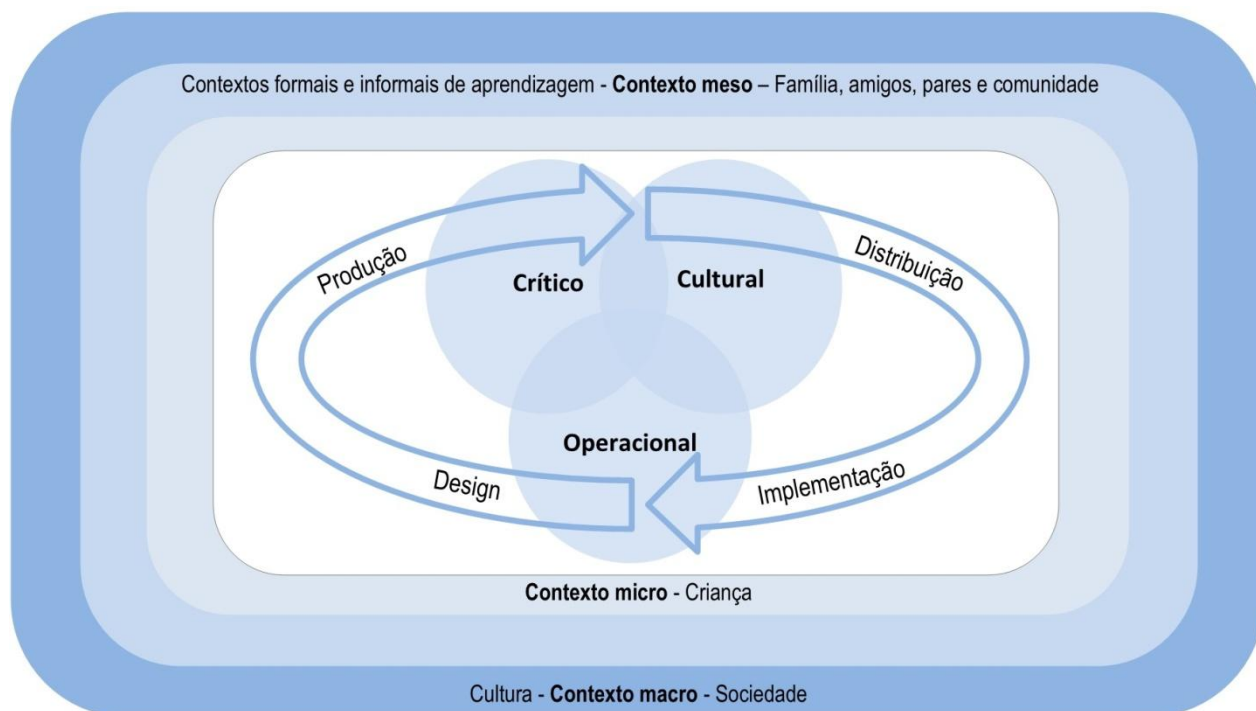 Contextos formais e informais de aprendizagem - Contexto meso – Família, amigos, pares e comunidade
Produção
Distribuição
Crítico
Cultural
Operacional
Design
Implementação
Contexto micro - Criança
Cultura - Contexto macro - Sociedade